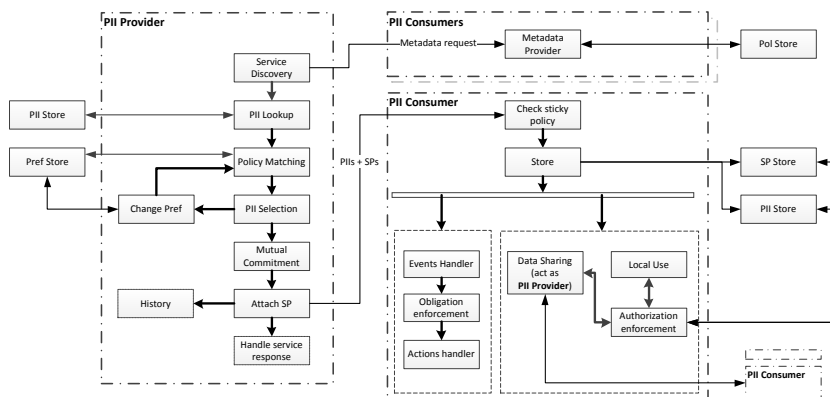 PII Provider
Service
Discovery
PII Store
PII Lookup
Pref Store
Policy Matching
Change Pref
PII Selection
Mutual
Commitment
History
Attach SP
Handle service
response
PIIs + SPs
Metadata request
PII Consumers
Metadata
Provider
Pol Store
PII Consumer
Check sticky
policy
Store
SP Store
PII Store
Events Handler
Obligation
enforcement
Actions handler
Data Sharing
(act as
PII Provider)
Local Use
Authorization
enforcement
PII Consumer